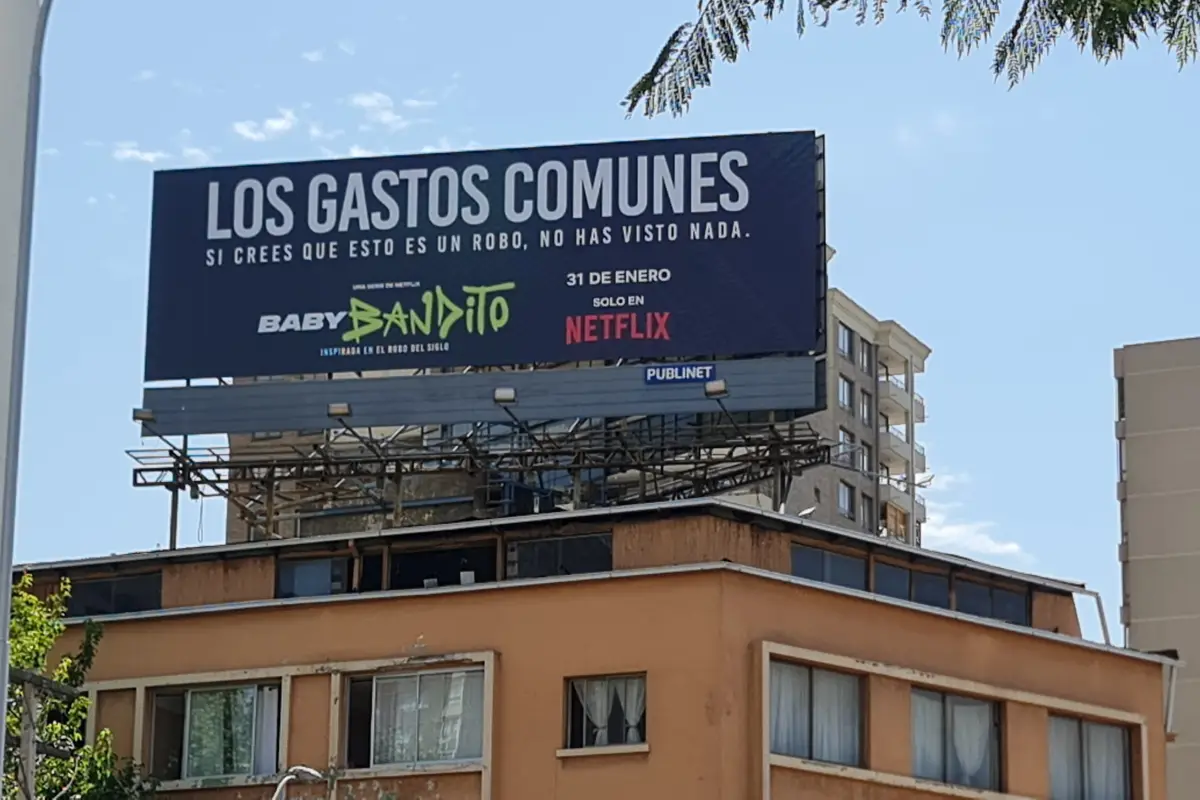 LOS GASTOS COMUNES
SI CREES QUE ESTO ES UN ROBO, NO HAS VISTO NADA.
UNA SERIE DE NETFLIX
BABY BANDITO
INSPIRADA EN EL ROBO DEL SIGLO
31 DE ENERO
SOLO EN
NETFLIX
PUBLINET